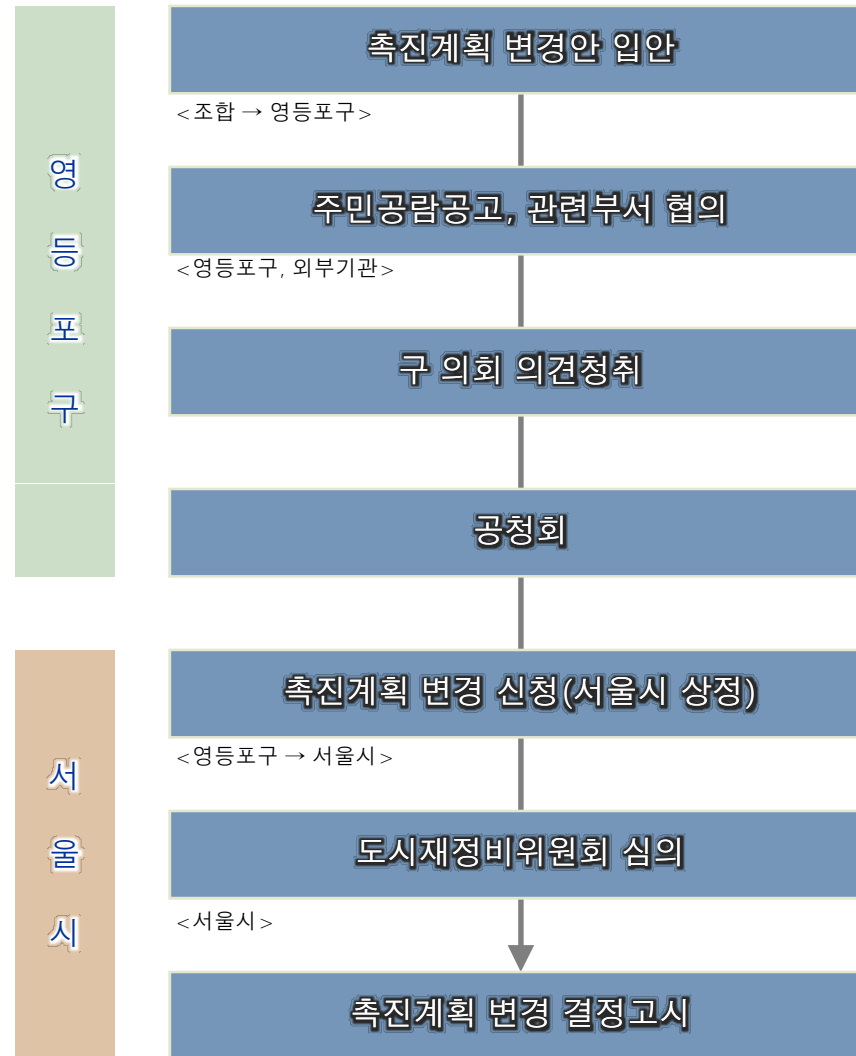 영등포구
촉진계획 변경안 입안
<조합 → 영등포구>
주민공람공고, 관련부서 협의
<영등포구, 외부기관>
구 의회 의견청취
공청회
서울시
촉진계획 변경 신청(서울시 상정)
<영등포구 → 서울시>
도시재정비위원회 심의
<서울시>
촉진계획 변경 결정고시